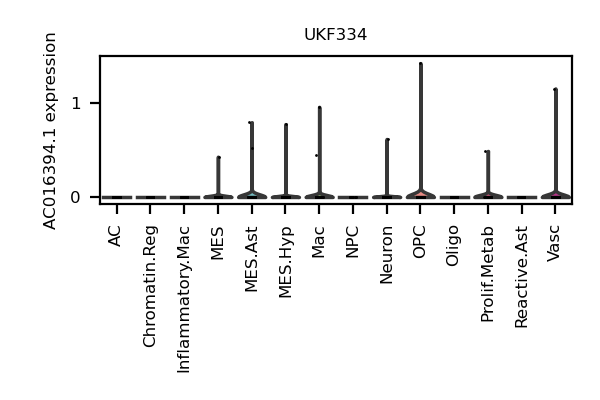 UKF334
AC016394.1 expression
1
0
AC
Chromatin.Reg
Inflammatory.Mac
MES
MES.Ast
MES.Hyp
Mac
NPC
Neuron
OPC
Oligo
Prolif.Metab
Reactive.Ast
Vasc